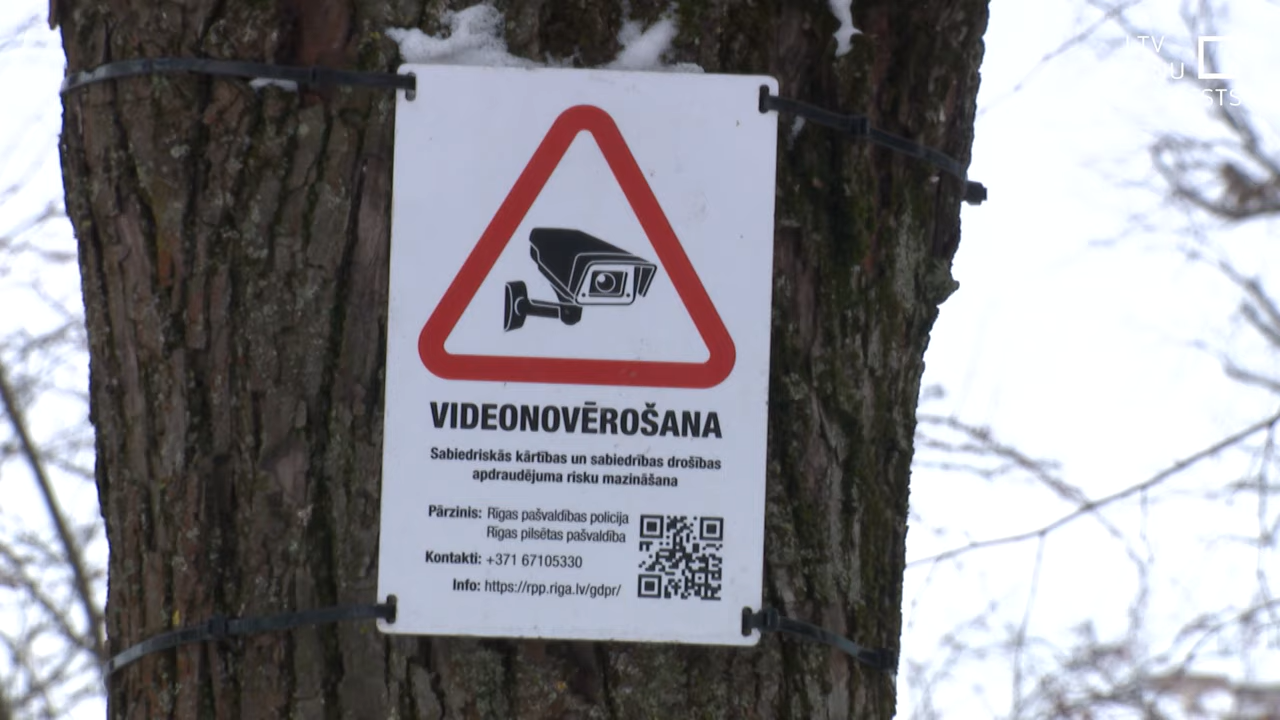 VIDEONOVĒROŠANA
Sabiedriskās kārtības un sabiedrības drošības
apdraudējuma risku mazināšana
Pārzinis: Rīgas pašvaldības policija
Rīgas pilsētas pašvaldība
Kontakti: +371 67105330
Info: https://rpp.riga.lv/gdpr/
LTV